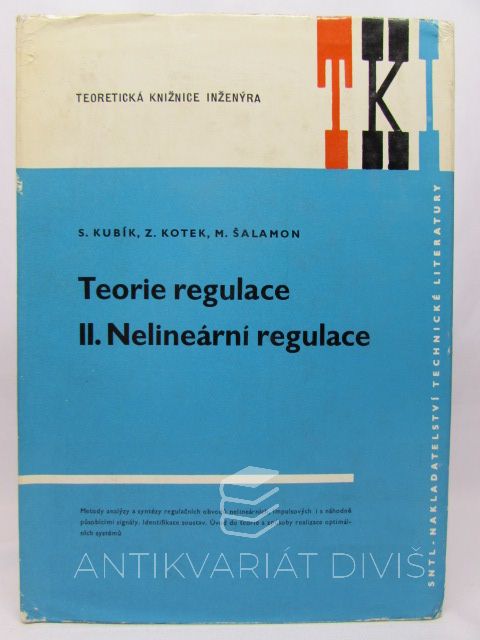 TEORETICKÁ KNIŽNICE INŽENÝRA
TKI
S. KUBÍK, Z. KOTEK, M. ŠALAMON
Teorie regulace
II. Nelineární regulace
Metody analýzy a syntézy regulačních obvodů nelineárních, impulsových i s náhodně
působícími signály. Identifikace soustav. Úvod do teorie a způsoby realizace optimál-
ních systémů
SNTL-NAKLADATELSTVÍ TECHNICKÉ LITERATURY
ANTIKVARIÁT DIVIŠ